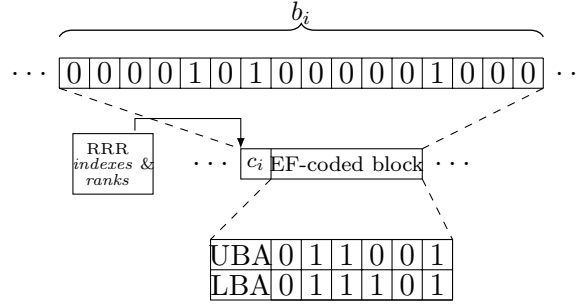 b_i
··· 0 0 0 0 1 0 1 0 0 0 0 0 1 0 0 0 ··
RRR
indexes &
ranks
··· c_i EF-coded block ···
UBA 0 1 1 0 0 1
LBA 0 1 1 1 0 1